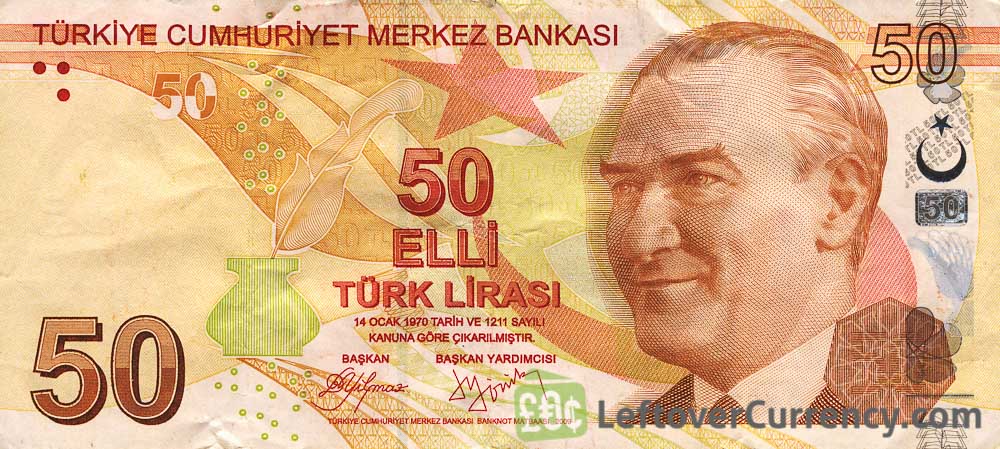 TÜRKİYE CUMHURİYET MERKEZ BANKASI
50
50
50
ELLİ
TÜRK LİRASI
14 OCAK 1970 TARİH VE 1211 SAYILI
KANUNA GÖRE ÇIKARILMIŞTIR.
BAŞKAN BAŞKAN YARDIMCISI
50
50
TÜRKİYE CUMHURİYET MERKEZ BANKASI BANKNOT MATBAASI 2009
LeftoverCurrency.com